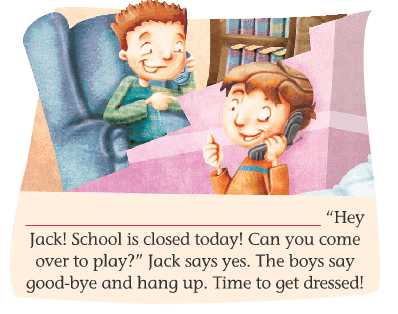 ______________________________ “Hey
Jack! School is closed today! Can you come
over to play?” Jack says yes. The boys say
good-bye and hang up. Time to get dressed!